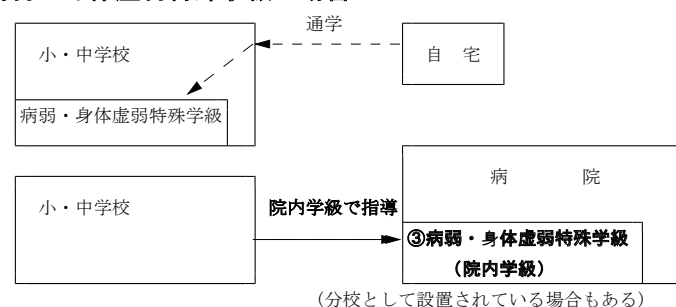 通学
小・中学校
自 宅
病弱・身体虚弱特殊学級
病 院
小・中学校
院内学級で指導
③病弱・身体虚弱特殊学級
（院内学級）
（分校として設置されている場合もある）